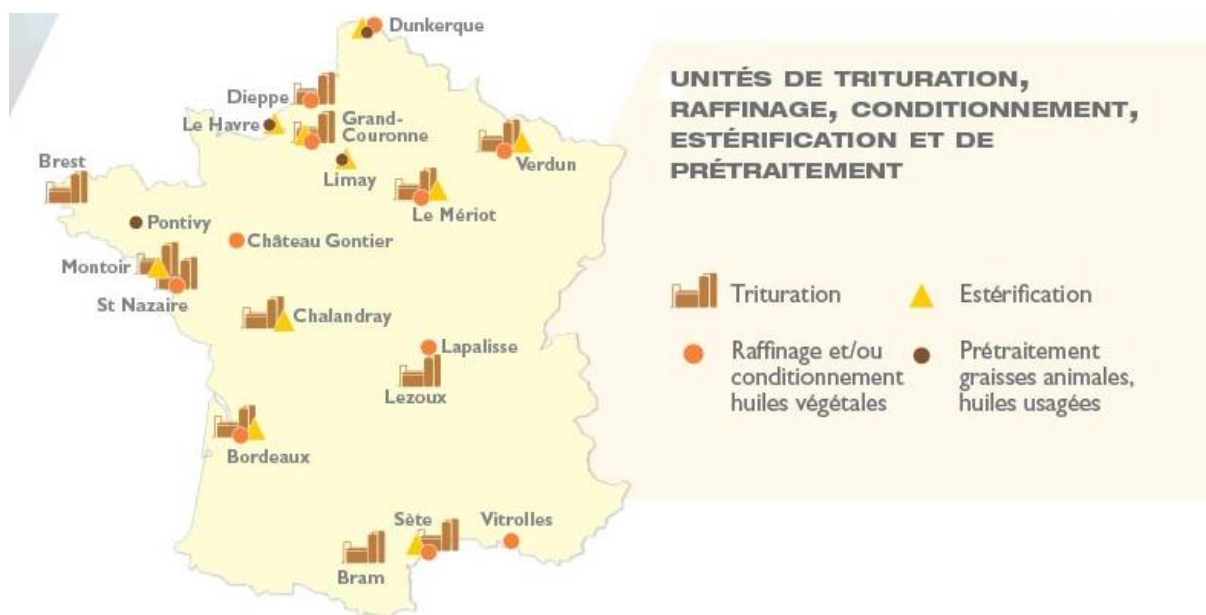 Dunkerque
Dieppe
Le Havre
Grand-
Couronne
Limay
Verdun
Brest
Le Mériot
Pontivy
Château Gontier
Montoir
St Nazaire
Chalandray
Lapalisse
Lezoux
Bordeaux
Sète
Vitrolles
Bram
UNITÉS DE TRITURATION,
RAFFINAGE, CONDITIONNEMENT,
ESTÉRIFICATION ET DE
PRÉTRAITEMENT
Trituration
Estérification
Raffinage et/ou
conditionnement
huiles végétales
Prétraitement
graisses animales,
huiles usagées